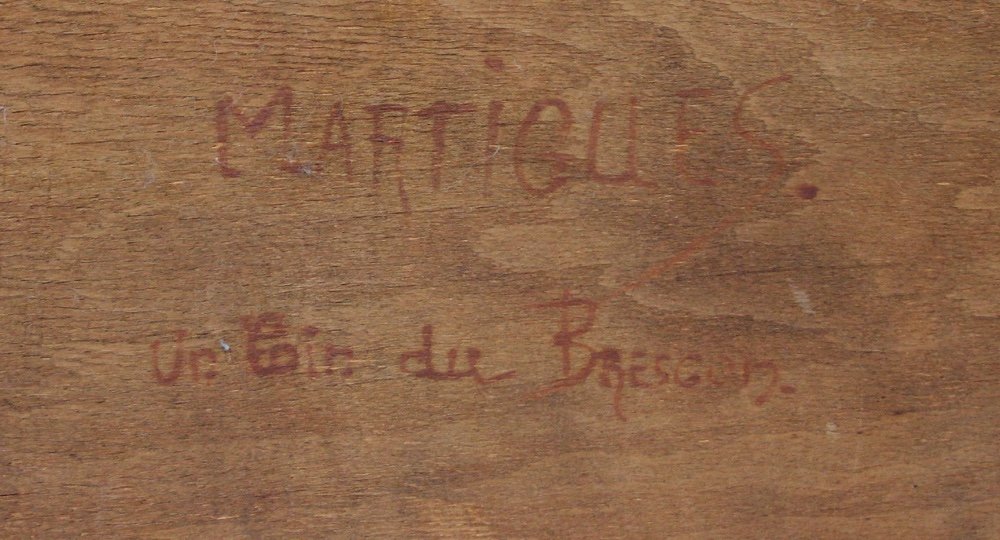 MARTIGUES.
Un Coin du BRESCON.